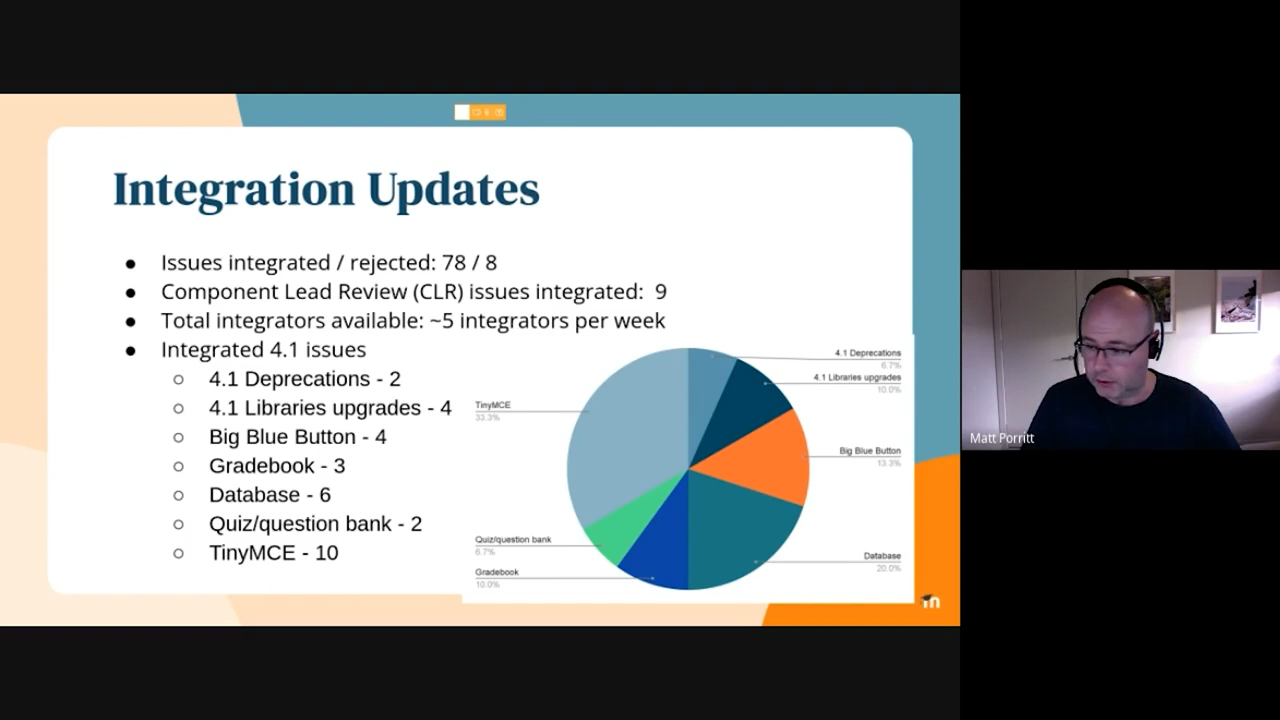 Integration Updates
● Issues integrated / rejected: 78 / 8
● Component Lead Review (CLR) issues integrated: 9
● Total integrators available: ~5 integrators per week
● Integrated 4.1 issues
○ 4.1 Deprecations - 2
○ 4.1 Libraries upgrades - 4
○ Big Blue Button - 4
○ Gradebook - 3
○ Database - 6
○ Quiz/question bank - 2
○ TinyMCE - 10
4.1 Deprecations
6.7%
4.1 Libraries upgrades
10.0%
TinyMCE
33.3%
Big Blue Button
13.3%
Quiz/question bank
6.7%
Database
20.0%
Gradebook
10.0%
Matt Porritt